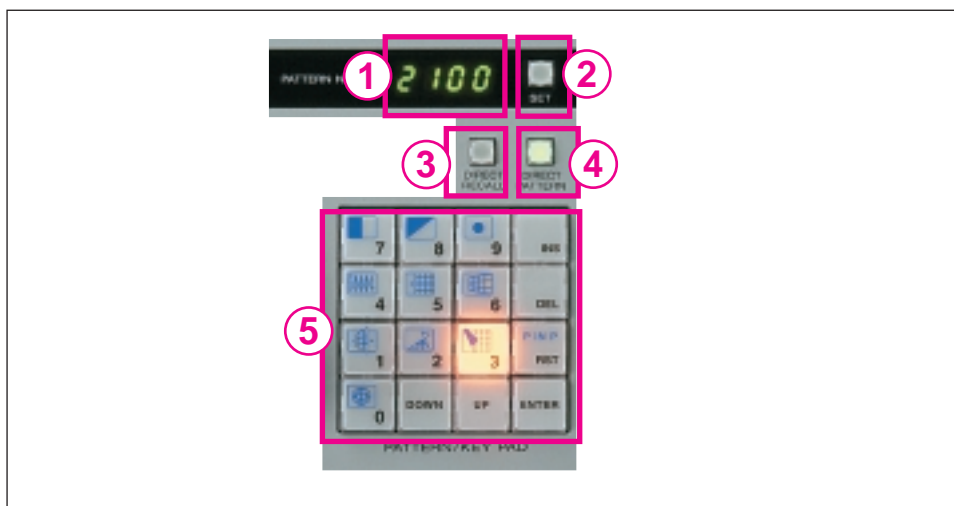 PATTERN N 1 2100 2
SET
3 4
DIRECT RECALL DIRECT PATTERN
7 8 9 INS
4 5 6 DEL
5
1 2 3 P IN P
RST
0 DOWN UP ENTER
PATTERN/KEY PAD